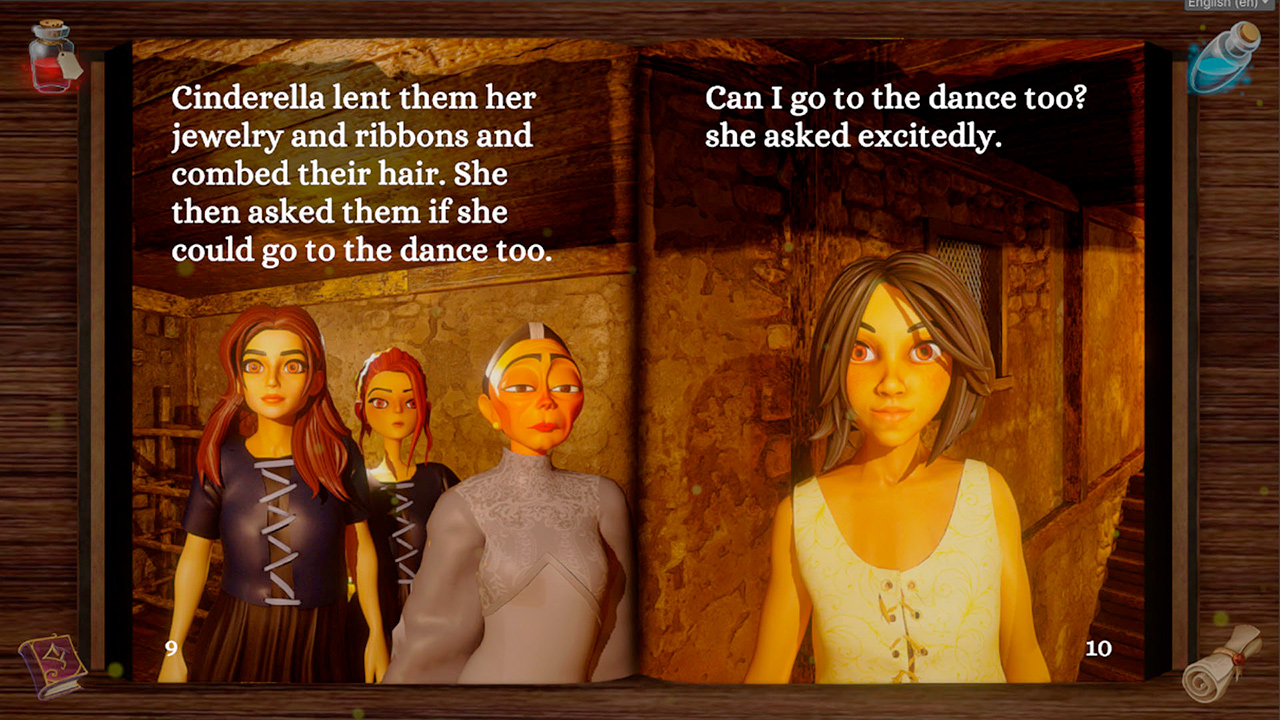 English (en)
Cinderella lent them her
jewelry and ribbons and
combed their hair. She
then asked them if she
could go to the dance too.
Can I go to the dance too?
she asked excitedly.
9
10